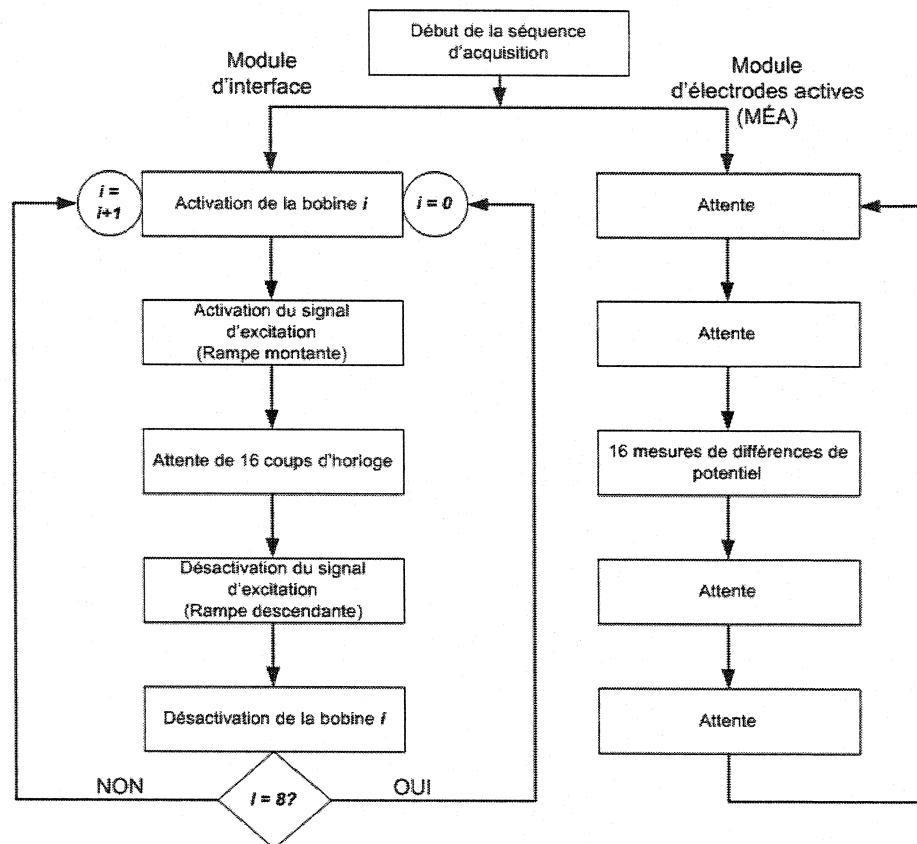 Début de la séquence
d'acquisition
Module
d'interface
Module
d'électrodes actives
(MÉA)
i =
i+1
Activation de la bobine i
i = 0
Attente
Activation du signal
d'excitation
(Rampe montante)
Attente
Attente de 16 coups d'horloge
16 mesures de différences de
potentiel
Désactivation du signal
d'excitation
(Rampe descendante)
Attente
Désactivation de la bobine i
Attente
NON
I = 8?
OUI